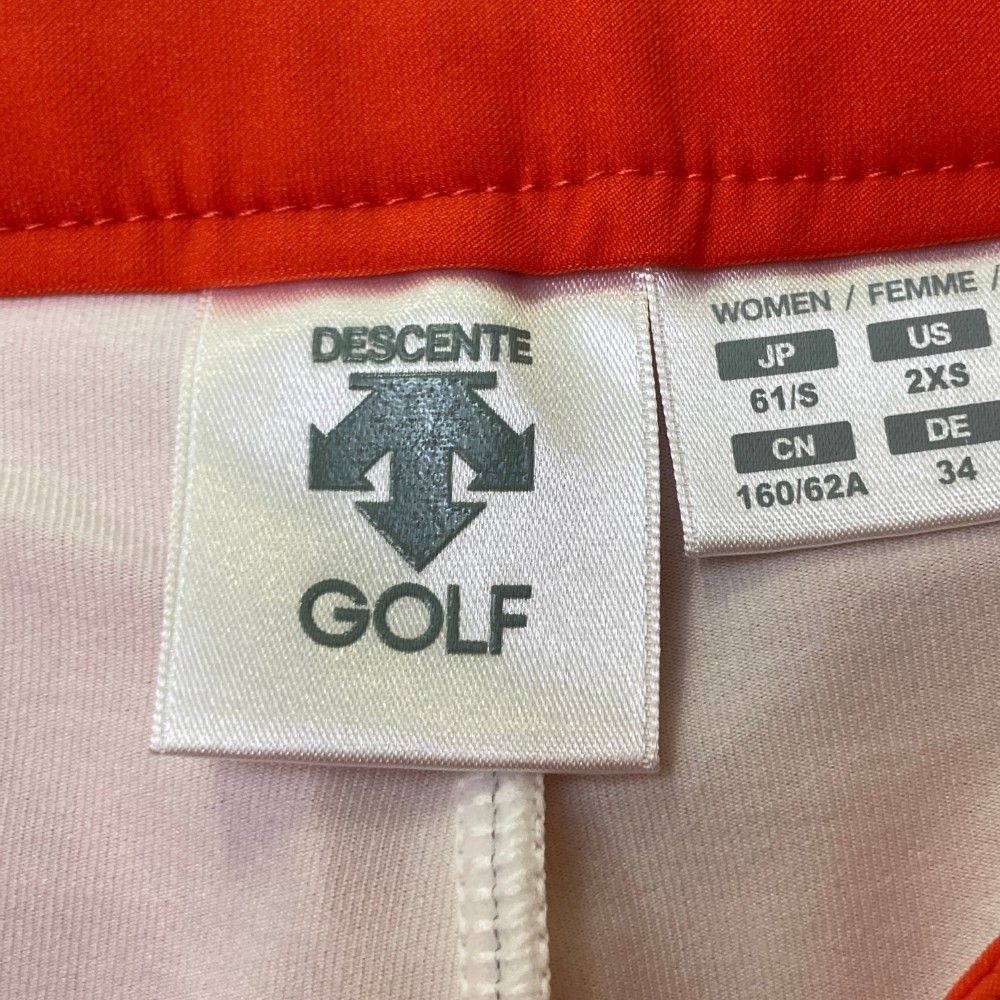 DESCENTE
GOLF
WOMEN / FEMME /
JP US
61/S 2XS
CN DE
160/62A 34